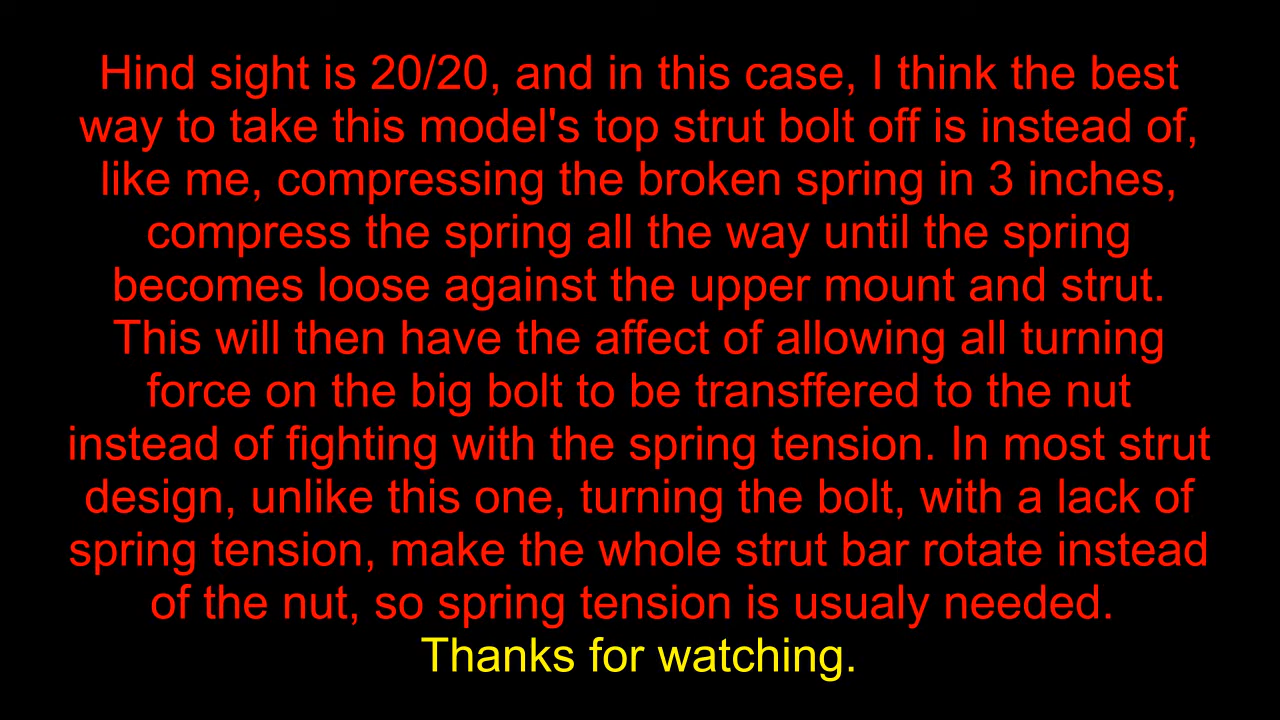 Hind sight is 20/20, and in this case, I think the best
way to take this model's top strut bolt off is instead of,
like me, compressing the broken spring in 3 inches,
compress the spring all the way until the spring
becomes loose against the upper mount and strut.
This will then have the affect of allowing all turning
force on the big bolt to be transffered to the nut
instead of fighting with the spring tension. In most strut
design, unlike this one, turning the bolt, with a lack of
spring tension, make the whole strut bar rotate instead
of the nut, so spring tension is usualy needed.
Thanks for watching.